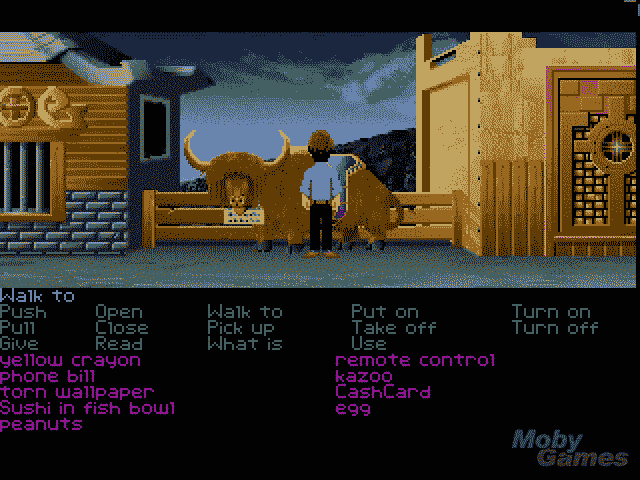 Walk to
Push Open Walk to Put on Turn on
Pull Close Pick up Take off Turn off
Give Read What is Use
yellow crayon remote control
phone bill kazoo
torn wallpaper CashCard
Sushi in fish bowl egg
peanuts
Moby
Games